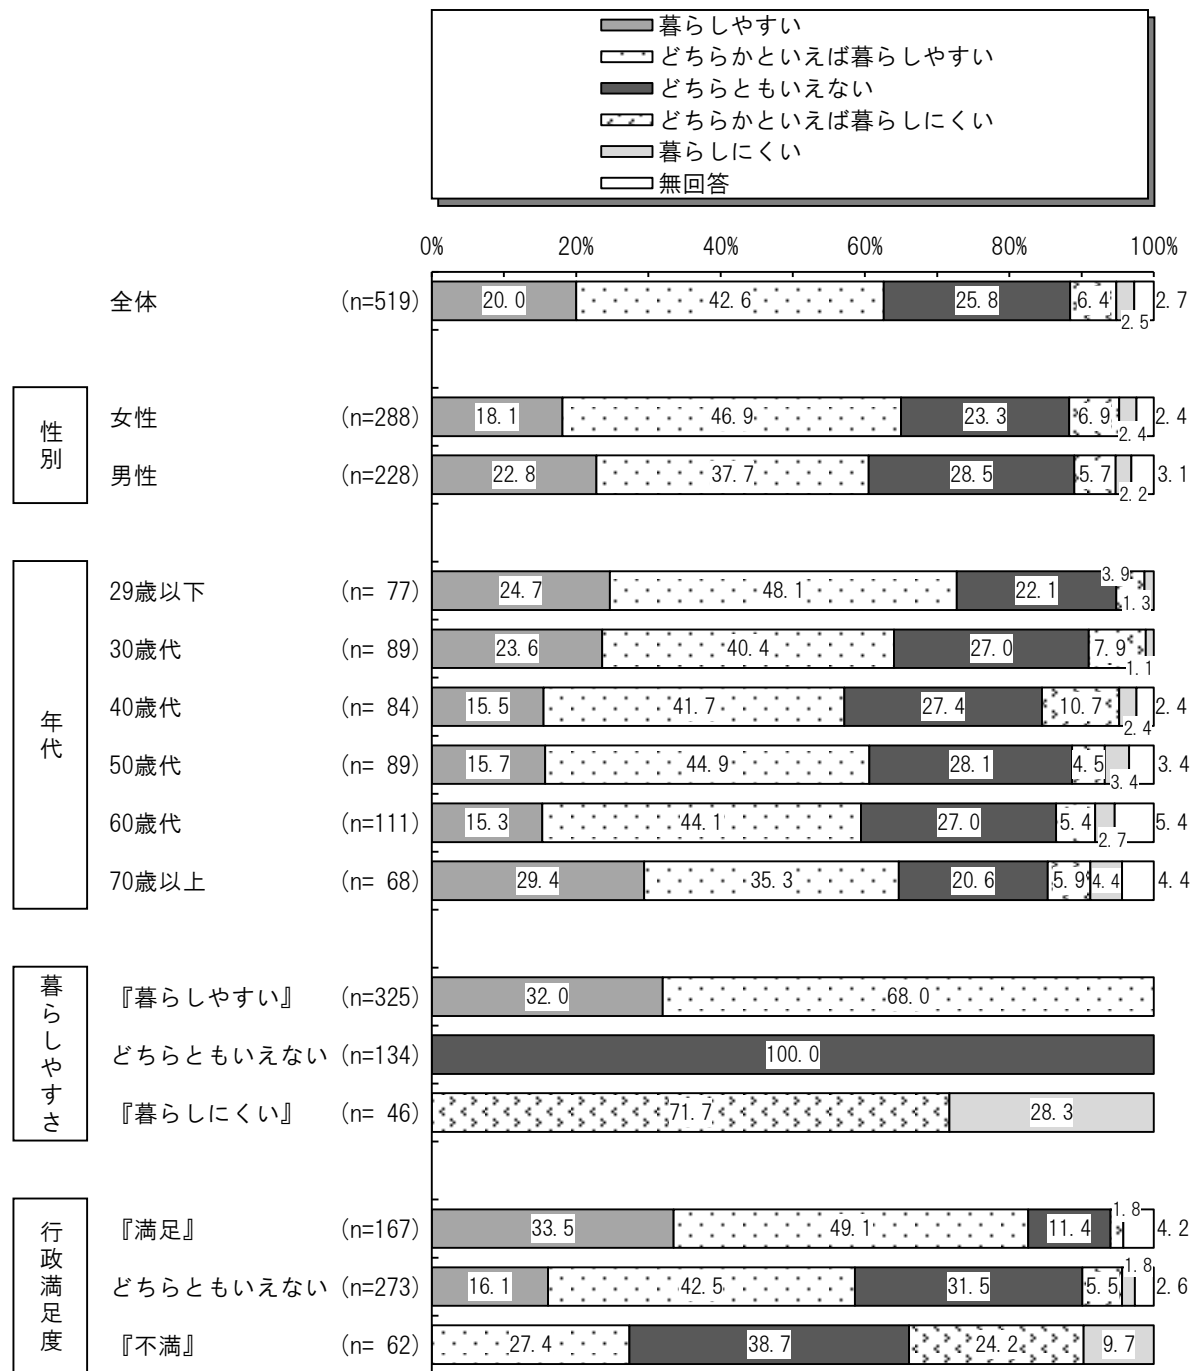 暮らしやすい
どちらかといえば暮らしやすい
どちらともいえない
どちらかといえば暮らしにくい
暮らしにくい
無回答
0% 20% 40% 60% 80% 100%
全体 (n=519) 20.0 42.6 25.8 6.4 2.5 2.7
性別
女性 (n=288) 18.1 46.9 23.3 6.9 2.4 2.4
男性 (n=228) 22.8 37.7 28.5 5.7 2.2 3.1
年代
29歳以下 (n= 77) 24.7 48.1 22.1 3.9 1.3
30歳代 (n= 89) 23.6 40.4 27.0 7.9 1.1
40歳代 (n= 84) 15.5 41.7 27.4 10.7 2.4 2.4
50歳代 (n= 89) 15.7 44.9 28.1 4.5 3.4 3.4
60歳代 (n=111) 15.3 44.1 27.0 5.4 2.7 5.4
70歳以上 (n= 68) 29.4 35.3 20.6 5.9 4.4 4.4
暮らしやすさ
『暮らしやすい』 (n=325) 32.0 68.0
どちらともいえない (n=134) 100.0
『暮らしにくい』 (n= 46) 71.7 28.3
行政満足度
『満足』 (n=167) 33.5 49.1 11.4 1.8 4.2
どちらともいえない (n=273) 16.1 42.5 31.5 5.5 1.8 2.6
『不満』 (n= 62) 27.4 38.7 24.2 9.7